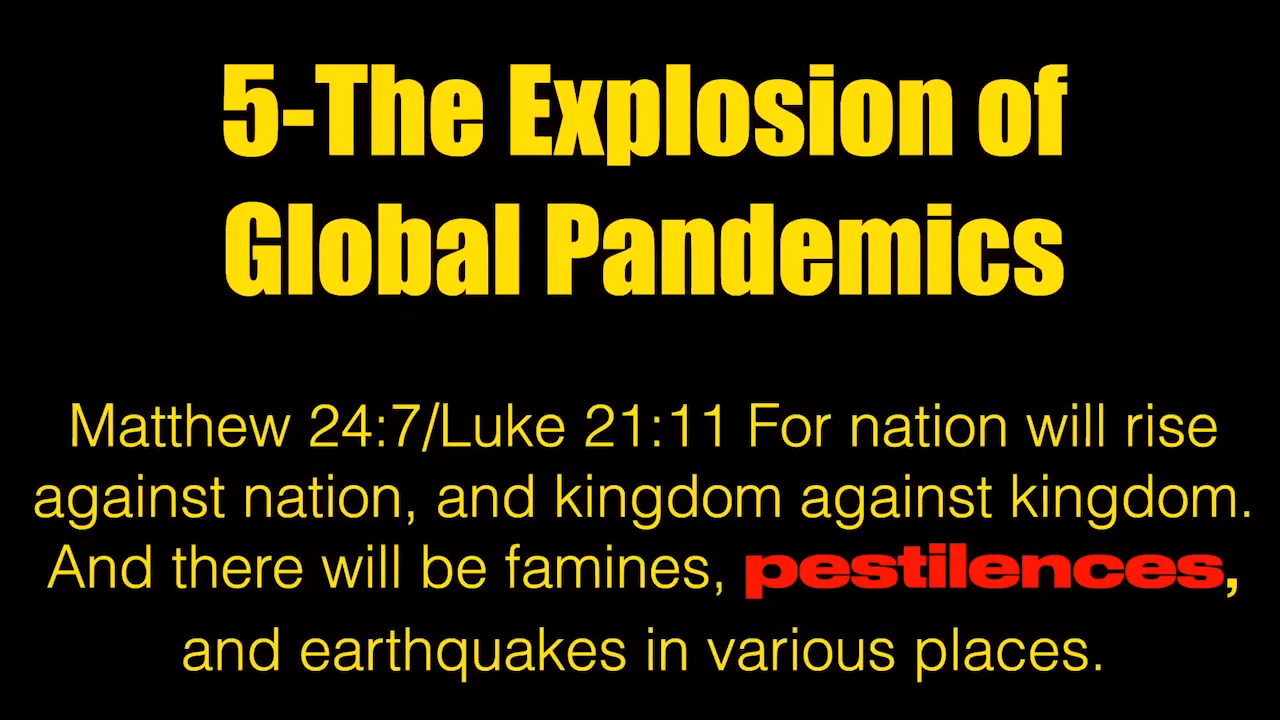 5-The Explosion of
Global Pandemics
Matthew 24:7/Luke 21:11 For nation will rise
against nation, and kingdom against kingdom.
And there will be famines, pestilences,
and earthquakes in various places.